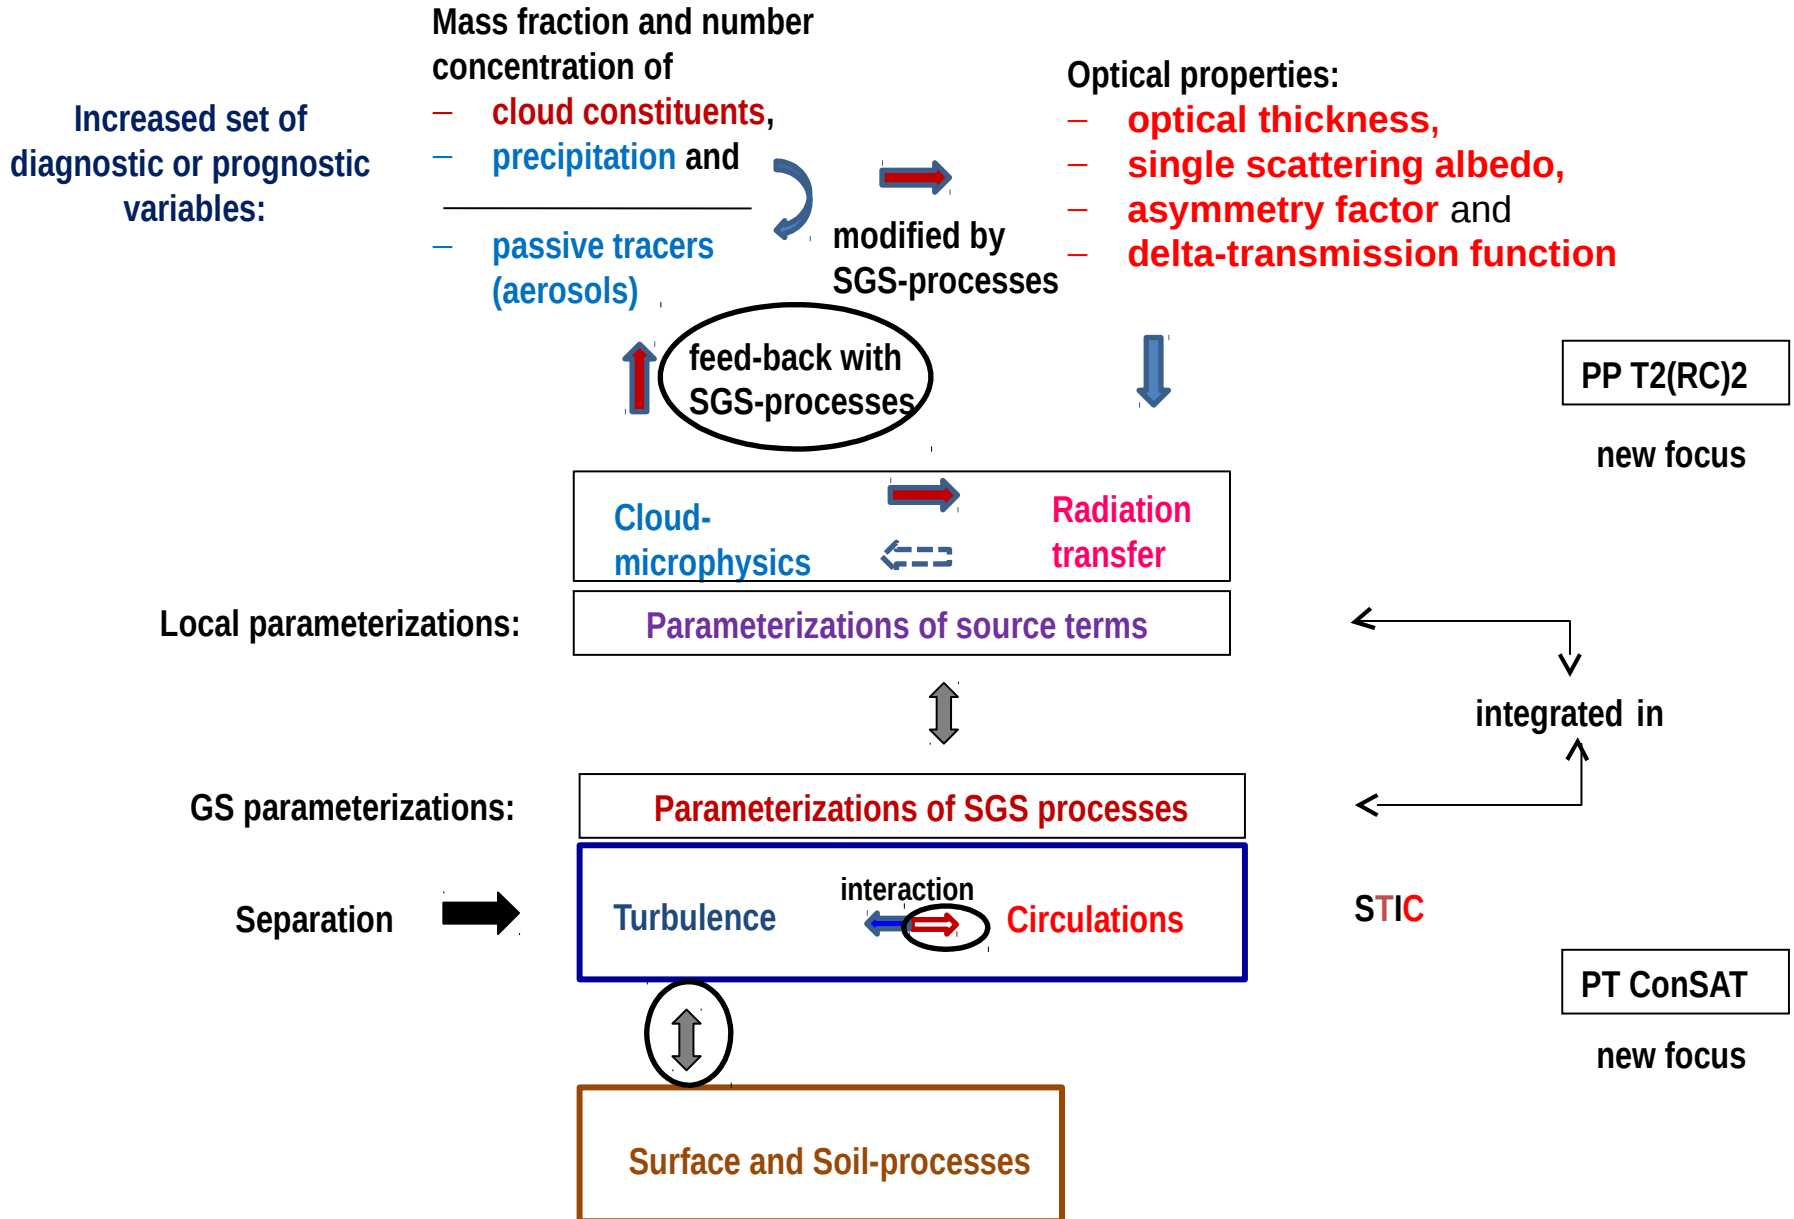 Mass fraction and number
concentration of
– cloud constituents,
– precipitation and
– passive tracers
(aerosols)
Increased set of
diagnostic or prognostic
variables:
modified by
SGS-processes
Optical properties:
– optical thickness,
– single scattering albedo,
– asymmetry factor and
– delta-transmission function
feed-back with
SGS-processes
PP T2(RC)2
new focus
Cloud-
microphysics
Radiation
transfer
Local parameterizations:
Parameterizations of source terms
integrated in
GS parameterizations:
Parameterizations of SGS processes
Separation
Turbulence
interaction
Circulations
STIC
PT ConSAT
new focus
Surface and Soil-processes